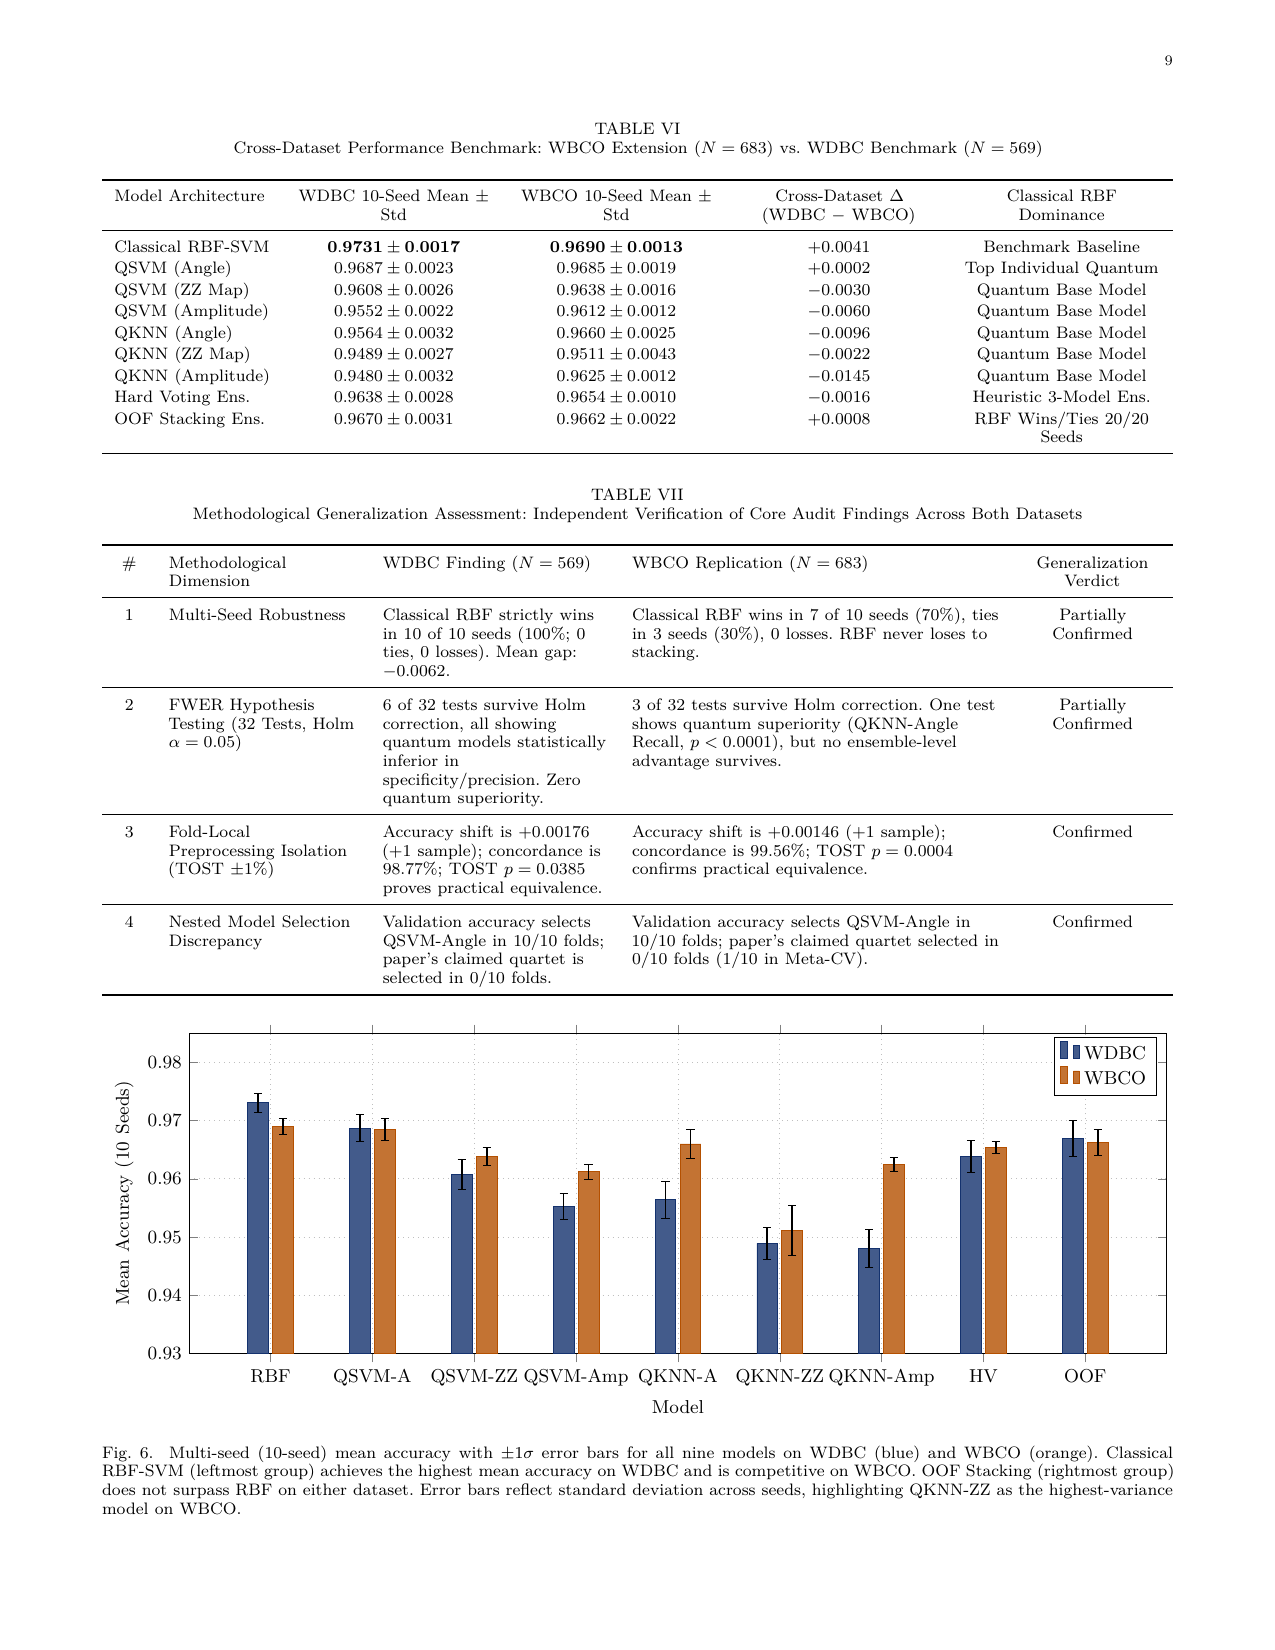 9
TABLE VI
Cross-Dataset Performance Benchmark: WBCO Extension (N = 683) vs. WDBC Benchmark (N = 569)
Model Architecture WDBC 10-Seed Mean ± Std WBCO 10-Seed Mean ± Std Cross-Dataset Δ (WDBC − WBCO) Classical RBF Dominance
Classical RBF-SVM 0.9731 ± 0.0017 0.9690 ± 0.0013 +0.0041 Benchmark Baseline
QSVM (Angle) 0.9687 ± 0.0023 0.9685 ± 0.0019 +0.0002 Top Individual Quantum
QSVM (ZZ Map) 0.9608 ± 0.0026 0.9638 ± 0.0016 −0.0030 Quantum Base Model
QSVM (Amplitude) 0.9552 ± 0.0022 0.9612 ± 0.0012 −0.0060 Quantum Base Model
QKNN (Angle) 0.9564 ± 0.0032 0.9660 ± 0.0025 −0.0096 Quantum Base Model
QKNN (ZZ Map) 0.9489 ± 0.0027 0.9511 ± 0.0043 −0.0022 Quantum Base Model
QKNN (Amplitude) 0.9480 ± 0.0032 0.9625 ± 0.0012 −0.0145 Quantum Base Model
Hard Voting Ens. 0.9638 ± 0.0028 0.9654 ± 0.0010 −0.0016 Heuristic 3-Model Ens.
OOF Stacking Ens. 0.9670 ± 0.0031 0.9662 ± 0.0022 +0.0008 RBF Wins/Ties 20/20
Seeds
TABLE VII
Methodological Generalization Assessment: Independent Verification of Core Audit Findings Across Both Datasets
# Methodological Dimension WDBC Finding (N = 569) WBCO Replication (N = 683) Generalization Verdict
1 Multi-Seed Robustness
Classical RBF strictly wins
in 10 of 10 seeds (100%; 0
ties, 0 losses). Mean gap:
−0.0062.
Classical RBF wins in 7 of 10 seeds (70%), ties
in 3 seeds (30%), 0 losses. RBF never loses to
stacking.
Partially
Confirmed
2 FWER Hypothesis
Testing (32 Tests, Holm
α = 0.05)
6 of 32 tests survive Holm
correction, all showing
quantum models statistically
inferior in
specificity/precision. Zero
quantum superiority.
3 of 32 tests survive Holm correction. One test
shows quantum superiority (QKNN-Angle
Recall, p < 0.0001), but no ensemble-level
advantage survives.
Partially
Confirmed
3 Fold-Local
Preprocessing Isolation
(TOST ±1%)
Accuracy shift is +0.00176
(+1 sample); concordance is
98.77%; TOST p = 0.0385
proves practical equivalence.
Accuracy shift is +0.00146 (+1 sample);
concordance is 99.56%; TOST p = 0.0004
confirms practical equivalence.
Confirmed
4 Nested Model Selection
Discrepancy
Validation accuracy selects
QSVM-Angle in 10/10 folds;
paper's claimed quartet is
selected in 0/10 folds.
Validation accuracy selects QSVM-Angle in
10/10 folds; paper's claimed quartet selected in
0/10 folds (1/10 in Meta-CV).
Confirmed
WDBC
WBCO
Mean Accuracy (10 Seeds)
0.98
0.97
0.96
0.95
0.94
0.93
RBF QSVM-A QSVM-ZZ QSVM-Amp QKNN-A QKNN-ZZ QKNN-Amp HV OOF
Model
Fig. 6. Multi-seed (10-seed) mean accuracy with ±1σ error bars for all nine models on WDBC (blue) and WBCO (orange). Classical
RBF-SVM (leftmost group) achieves the highest mean accuracy on WDBC and is competitive on WBCO. OOF Stacking (rightmost group)
does not surpass RBF on either dataset. Error bars reflect standard deviation across seeds, highlighting QKNN-ZZ as the highest-variance
model on WBCO.